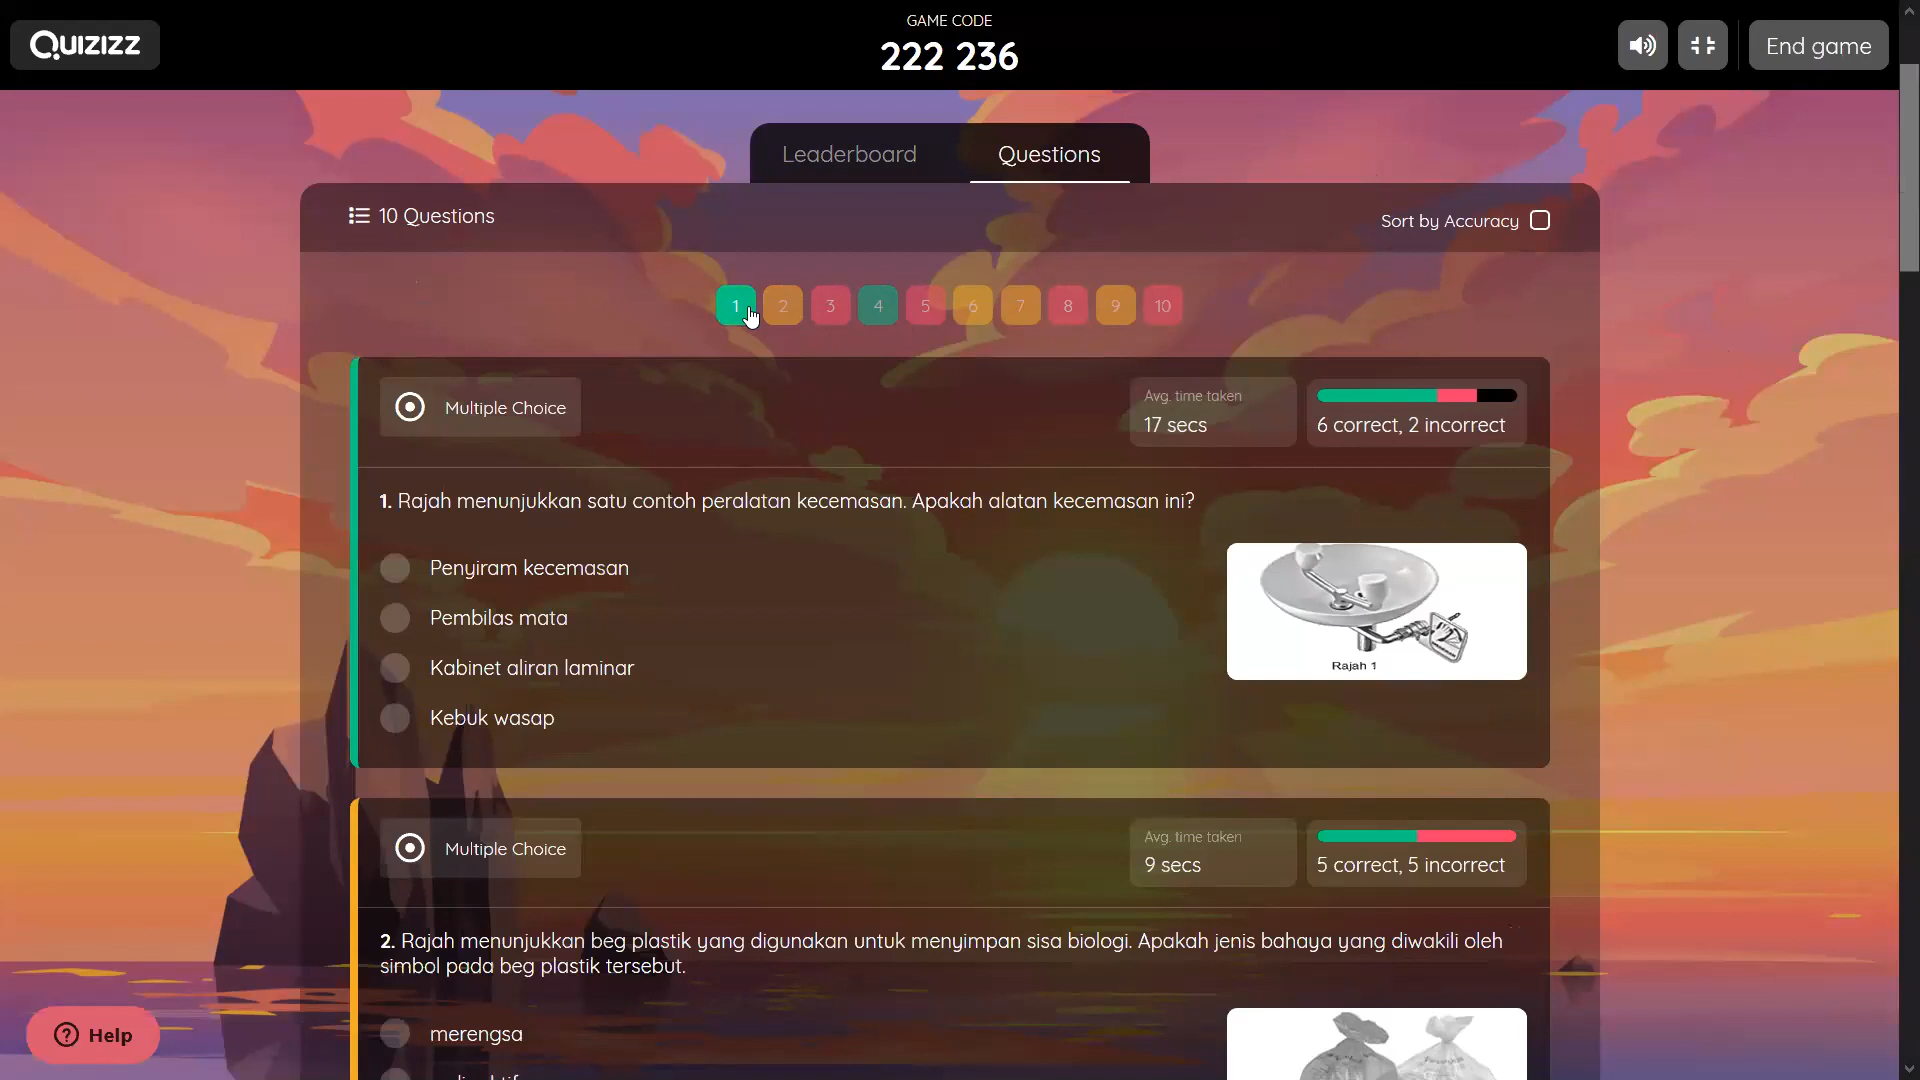 QUIZIZZ
GAME CODE
222 236
End game
Leaderboard
Questions
10 Questions
Sort by Accuracy
1 2 3 4 5 6 7 8 9 10
Multiple Choice
Avg. time taken
17 secs
6 correct, 2 incorrect
1. Rajah menunjukkan satu contoh peralatan kecemasan. Apakah alatan kecemasan ini?
Penyiram kecemasan
Pembilas mata
Kabinet aliran laminar
Kebuk wasap
Rajah 1
Multiple Choice
Avg. time taken
9 secs
5 correct, 5 incorrect
2. Rajah menunjukkan beg plastik yang digunakan untuk menyimpan sisa biologi. Apakah jenis bahaya yang diwakili oleh
simbol pada beg plastik tersebut.
merengsa
Help